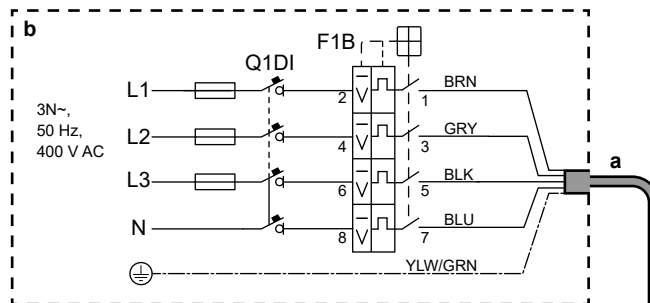 b
F1B
Q1DI
3N~,
50 Hz,
400 V AC
L1 2 1 BRN
L2 4 3 GRY
L3 6 5 BLK
N 8 7 BLU
YLW/GRN
a